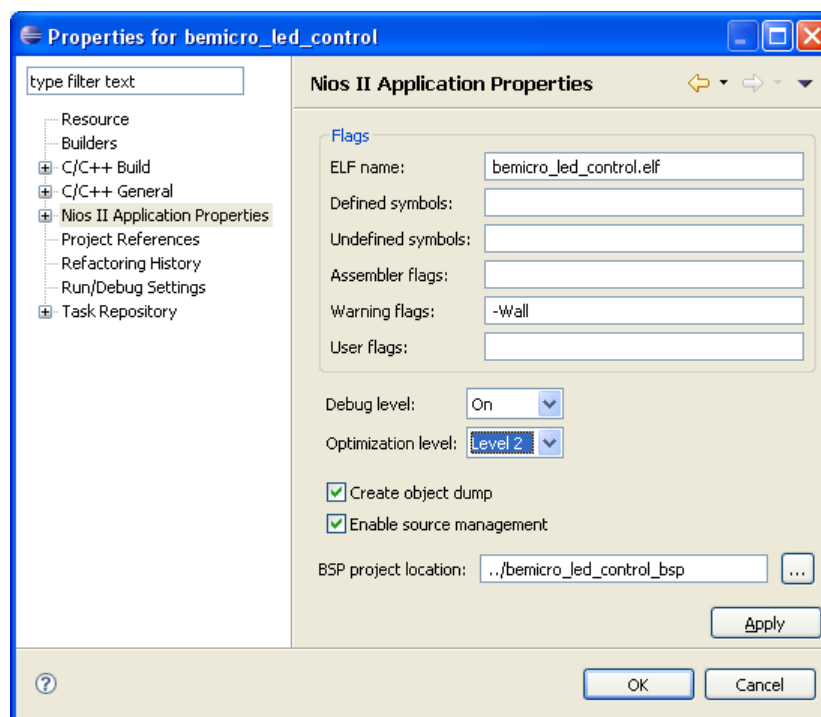 Properties for bemicro_led_control
type filter text
Resource
Builders
C/C++ Build
C/C++ General
Nios II Application Properties
Project References
Refactoring History
Run/Debug Settings
Task Repository
Nios II Application Properties
Flags
ELF name: bemicro_led_control.elf
Defined symbols:
Undefined symbols:
Assembler flags:
Warning flags: -Wall
User flags:
Debug level: On
Optimization level: Level 2
Create object dump
Enable source management
BSP project location: ../bemicro_led_control_bsp ...
Apply
? OK Cancel